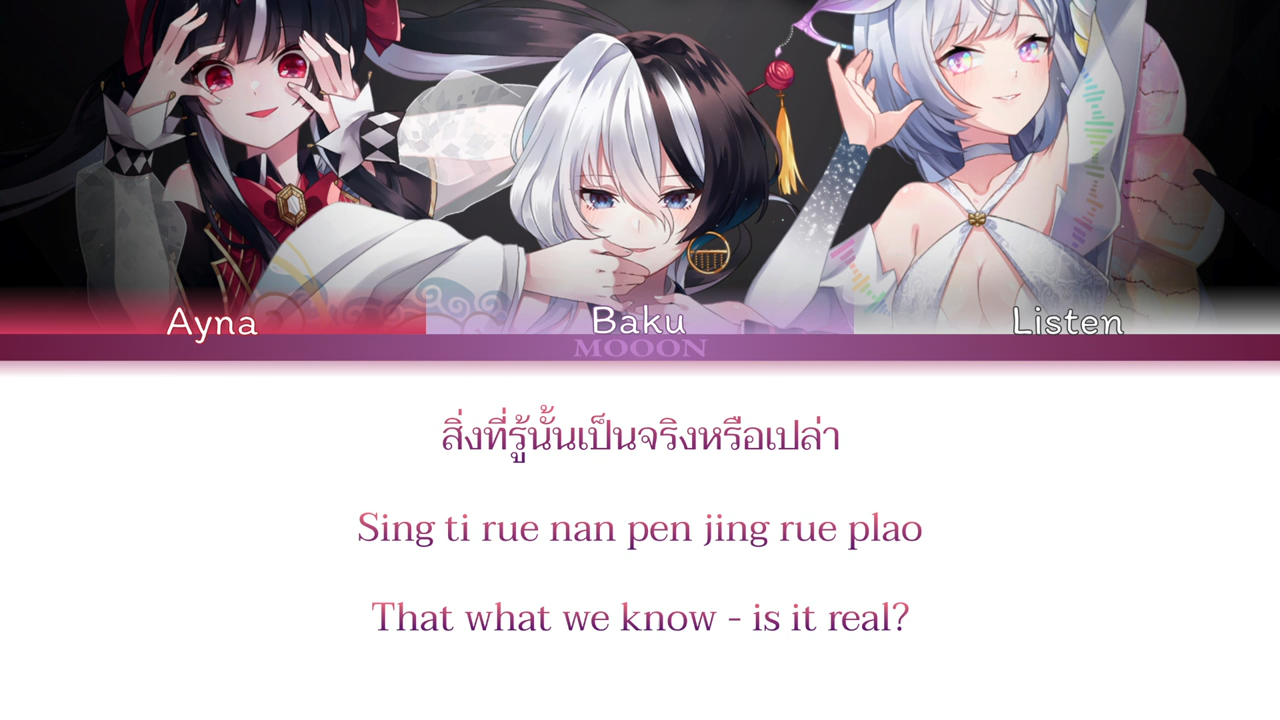 Ayna
Baku
Listen
MOOON
สิ่งที่รู้นั้นเป็นจริงหรือเปล่า
Sing ti rue nan pen jing rue plao
That what we know - is it real?